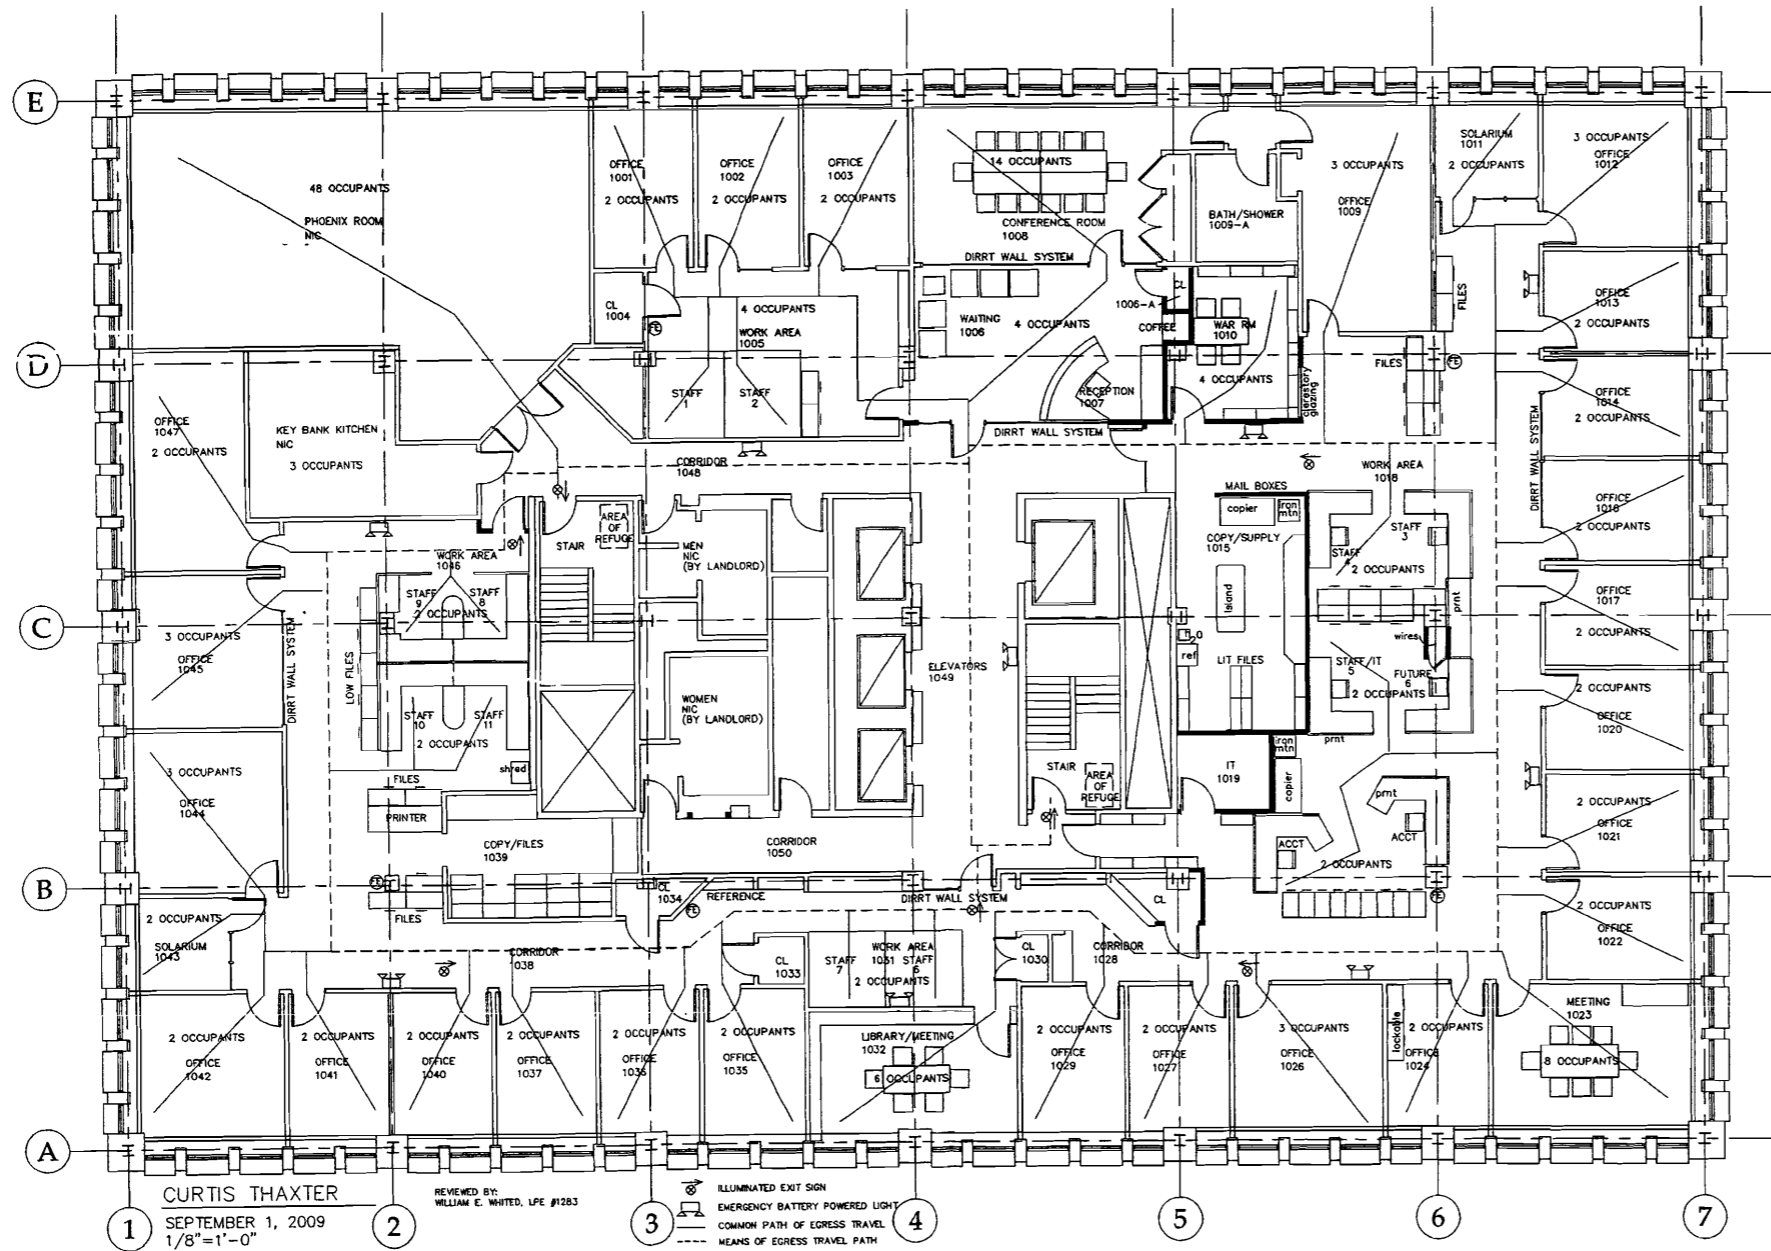 E
D
C
B
A
48 OCCUPANTS
PHOENIX ROOM
NIC
OFFICE
1001
2 OCCUPANTS
OFFICE
1002
2 OCCUPANTS
OFFICE
1003
2 OCCUPANTS
14 OCCUPANTS
CONFERENCE ROOM
1008
DIRRT WALL SYSTEM
BATH/SHOWER
1009-A
3 OCCUPANTS
OFFICE
1009
SOLARIUM
1011
2 OCCUPANTS
3 OCCUPANTS
OFFICE
1012
CL
1004
FE
4 OCCUPANTS
WORK AREA
1005
STAFF
1
STAFF
2
WAITING
1006
4 OCCUPANTS
CL
1006-A
COFFEE
WAR RM
1010
4 OCCUPANTS
clerestory
glazing
RECEPTION
1007
DIRRT WALL SYSTEM
FILES
FILES
FE
OFFICE
1013
2 OCCUPANTS
OFFICE
1014
2 OCCUPANTS
DIRRT WALL SYSTEM
OFFICE
1016
2 OCCUPANTS
OFFICE
1017
2 OCCUPANTS
2 OCCUPANTS
OFFICE
1020
2 OCCUPANTS
OFFICE
1021
2 OCCUPANTS
OFFICE
1022
OFFICE
1047
2 OCCUPANTS
KEY BANK KITCHEN
NIC
3 OCCUPANTS
CORRIDOR
1048
AREA
OF
REFUGE
STAIR
MEN
NIC
(BY LANDLORD)
WOMEN
NIC
(BY LANDLORD)
WORK AREA
1046
STAFF
9
STAFF
8
2 OCCUPANTS
3 OCCUPANTS
OFFICE
1045
DIRRT WALL SYSTEM
LOW FILES
STAFF
10
STAFF
11
2 OCCUPANTS
shred
FILES
PRINTER
3 OCCUPANTS
OFFICE
1044
COPY/FILES
1039
FE
FILES
ELEVATORS
1049
STAIR
AREA
OF
REFUGE
CORRIDOR
1050
MAIL BOXES
copier
iron
mtn
COPY/SUPPLY
1015
Island
ref
LIT FILES
WORK AREA
1018
STAFF
3
STAFF
4
2 OCCUPANTS
prnt
wires
STAFF/IT
5
FUTURE
6
2 OCCUPANTS
prnt
IT
1019
iron
mtn
copier
prnt
ACCT
ACCT
2 OCCUPANTS
FE
CL
1034
REFERENCE
FE
DIRRT WALL SYSTEM
CL
2 OCCUPANTS
SOLARIUM
1043
CORRIDOR
1038
CL
1033
STAFF
7
WORK AREA
1031
STAFF
6
2 OCCUPANTS
CL
1030
CORRIDOR
1028
2 OCCUPANTS
OFFICE
1042
2 OCCUPANTS
OFFICE
1041
2 OCCUPANTS
OFFICE
1040
2 OCCUPANTS
OFFICE
1037
2 OCCUPANTS
OFFICE
1036
2 OCCUPANTS
OFFICE
1035
LIBRARY/MEETING
1032
6 OCCUPANTS
2 OCCUPANTS
OFFICE
1029
2 OCCUPANTS
OFFICE
1027
3 OCCUPANTS
OFFICE
1026
lockable
2 OCCUPANTS
OFFICE
1024
MEETING
1023
8 OCCUPANTS
CURTIS THAXTER
SEPTEMBER 1, 2009
1/8"=1'-0"
REVIEWED BY:
WILLIAM E. WHITED, LPE #1283
ILLUMINATED EXIT SIGN
EMERGENCY BATTERY POWERED LIGHT
COMMON PATH OF EGRESS TRAVEL
MEANS OF EGRESS TRAVEL PATH
1
2
3
4
5
6
7